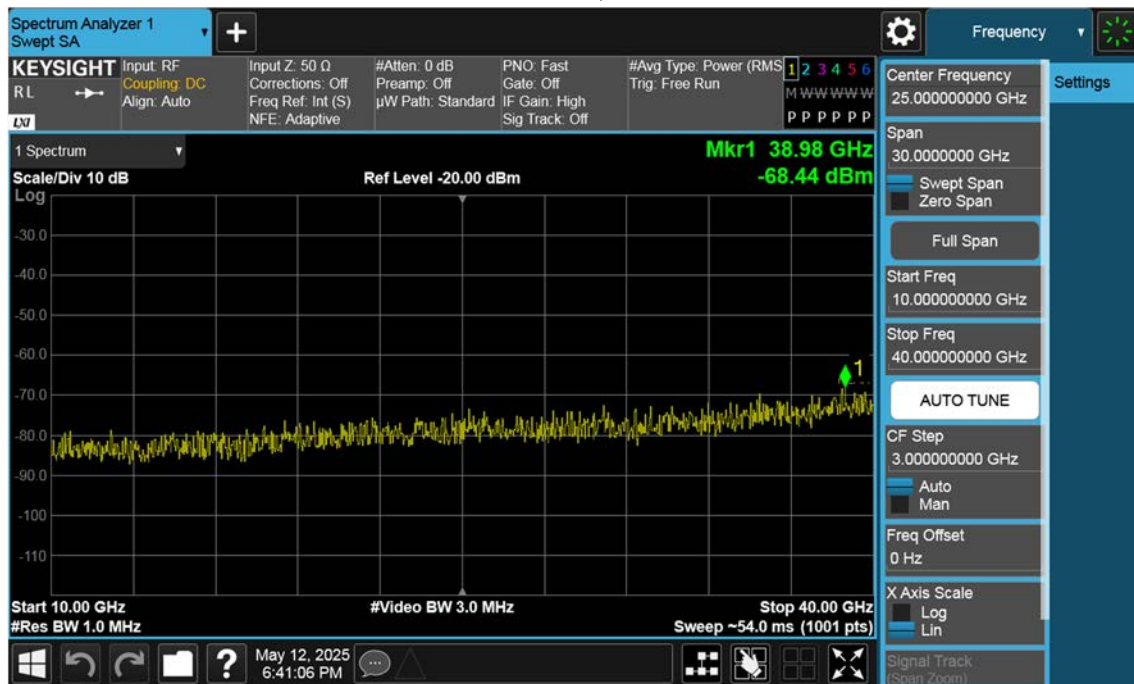 Spectrum Analyzer 1
Swept SA
+
Frequency
KEYSIGHT
RL
LXI
Input: RF
Coupling: DC
Align: Auto
Input Z: 50 Ω
Corrections: Off
Freq Ref: Int (S)
NFE: Adaptive
#Atten: 0 dB
Preamp: Off
µW Path: Standard
PNO: Fast
Gate: Off
IF Gain: High
Sig Track: Off
#Avg Type: Power (RMS
Trig: Free Run
1 2 3 4 5 6
M W W W W W
P P P P P P
1 Spectrum
Scale/Div 10 dB
Ref Level -20.00 dBm
Mkr1 38.98 GHz
-68.44 dBm
Log
-30.0
-40.0
-50.0
-60.0
-70.0
-80.0
-90.0
-100
-110
1
Start 10.00 GHz
#Res BW 1.0 MHz
#Video BW 3.0 MHz
Stop 40.00 GHz
Sweep ~54.0 ms (1001 pts)
Center Frequency
25.000000000 GHz
Settings
Span
30.0000000 GHz
Swept Span
Zero Span
Full Span
Start Freq
10.000000000 GHz
Stop Freq
40.000000000 GHz
AUTO TUNE
CF Step
3.000000000 GHz
Auto
Man
Freq Offset
0 Hz
X Axis Scale
Log
Lin
Signal Track
(Span Zoom)
?
May 12, 2025
6:41:06 PM